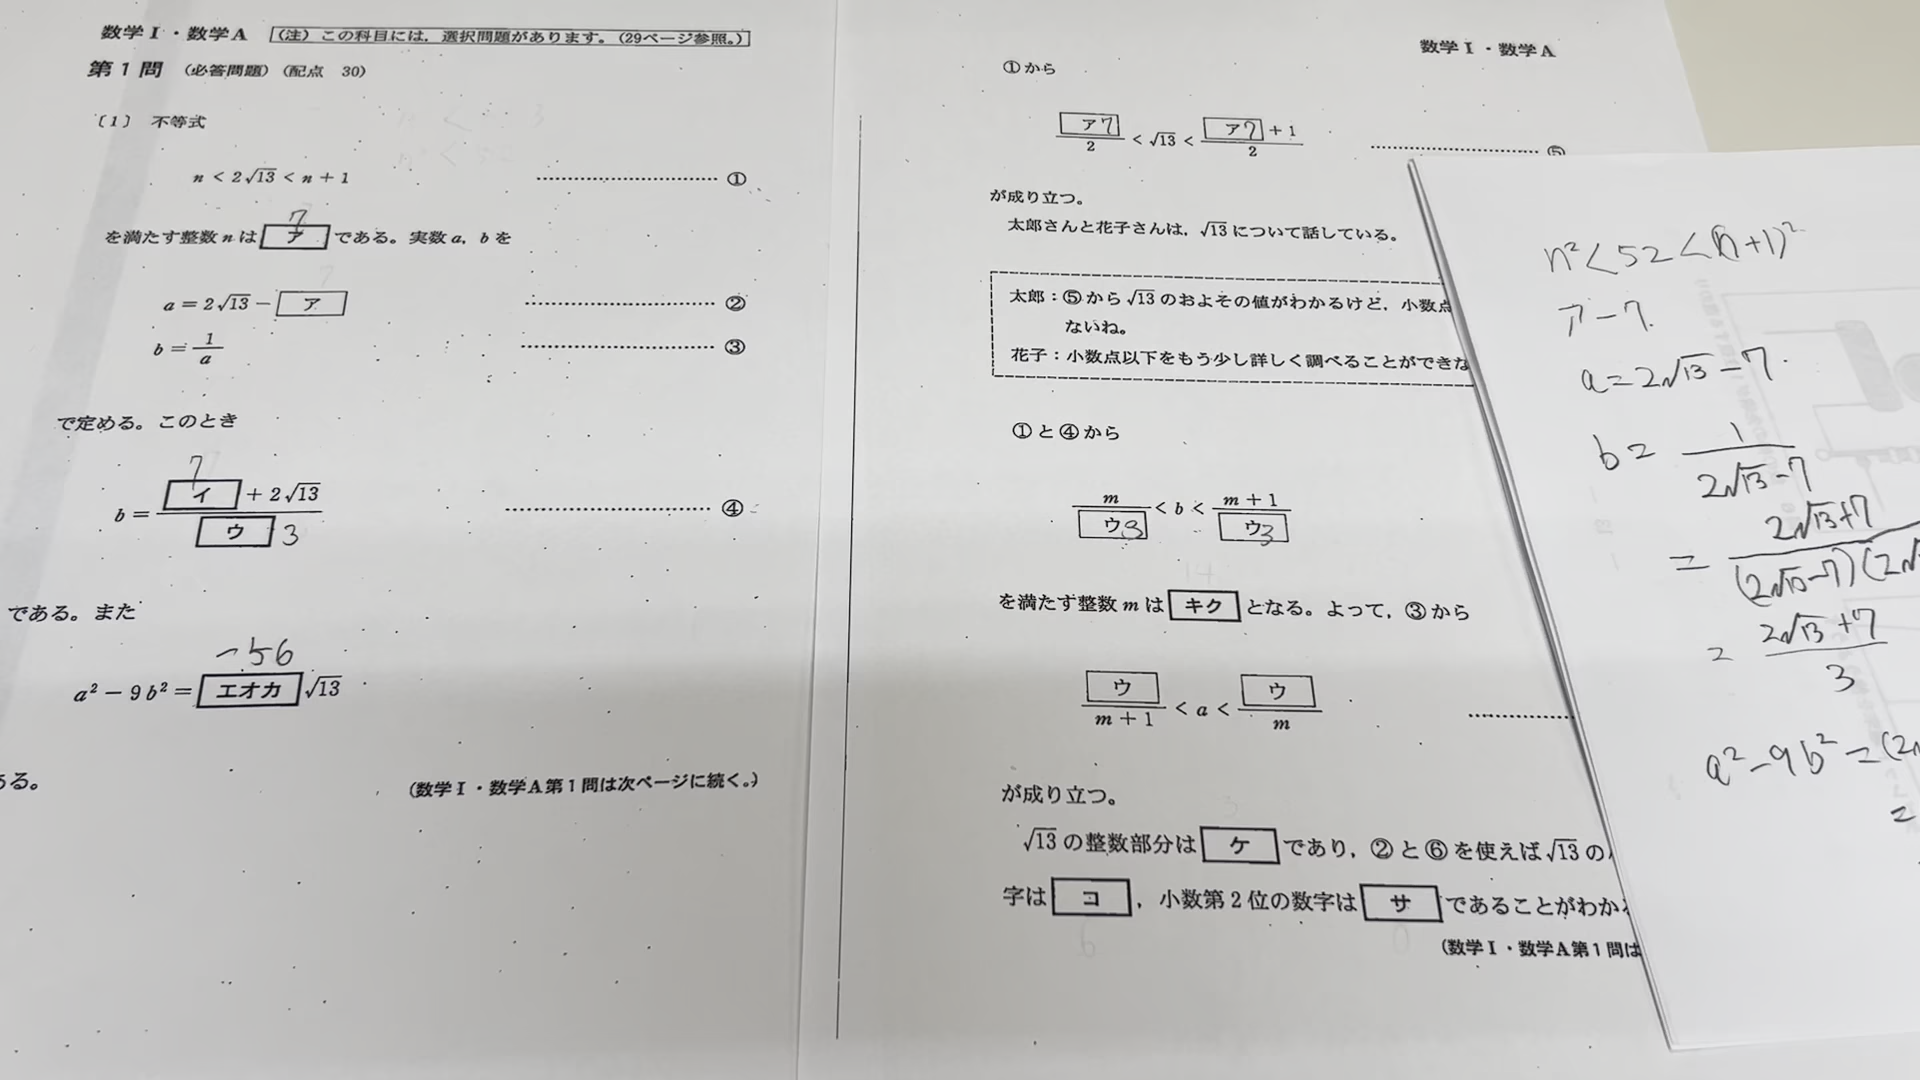 数学Ⅰ・数学A (注)この科目には,選択問題があります。(29ページ参照。)
第1問 (必答問題)(配点 30)
〔1〕 不等式
n < 2√13 < n + 1 ①
7
を満たす整数 n は ア である。実数 a, b を
a = 2√13 − ア ②
b = 1/a ③
で定める。このとき
7
b = (イ + 2√13)/ウ 3 ④
である。また
−56
a² − 9b² = エオカ √13
ある。
(数学Ⅰ・数学A第1問は次ページに続く。)
数学Ⅰ・数学A
①から
ア7/2 < √13 < (ア7 + 1)/2 ⑤
が成り立つ。
太郎さんと花子さんは,√13 について話している。
太郎:⑤から √13 のおよその値がわかるけど,小数点
ないね。
花子:小数点以下をもう少し詳しく調べることができな
①と④から
m/ウ3 < b < (m + 1)/ウ3
14
を満たす整数 m は キク となる。よって,③から
ウ/(m + 1) < a < ウ/m
が成り立つ。
3
√13 の整数部分は ケ であり,②と⑥を使えば √13 の
字は コ ,小数第2位の数字は サ であることがわか
6 0
(数学Ⅰ・数学A第1問は
n² < 52 < (n+1)²
ア−7.
a = 2√13 − 7.
b = 1/(2√13 − 7)
= (2√13+7)/(2√13−7)(2√
= (2√13 + 7)/3
a² − 9b² = (2
=